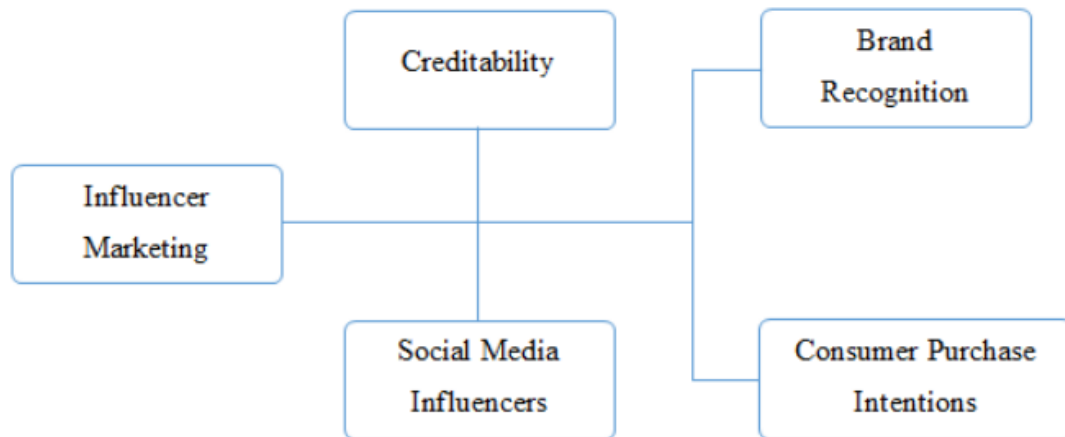 Creditability
Brand
Recognition
Influencer
Marketing
Social Media
Influencers
Consumer Purchase
Intentions